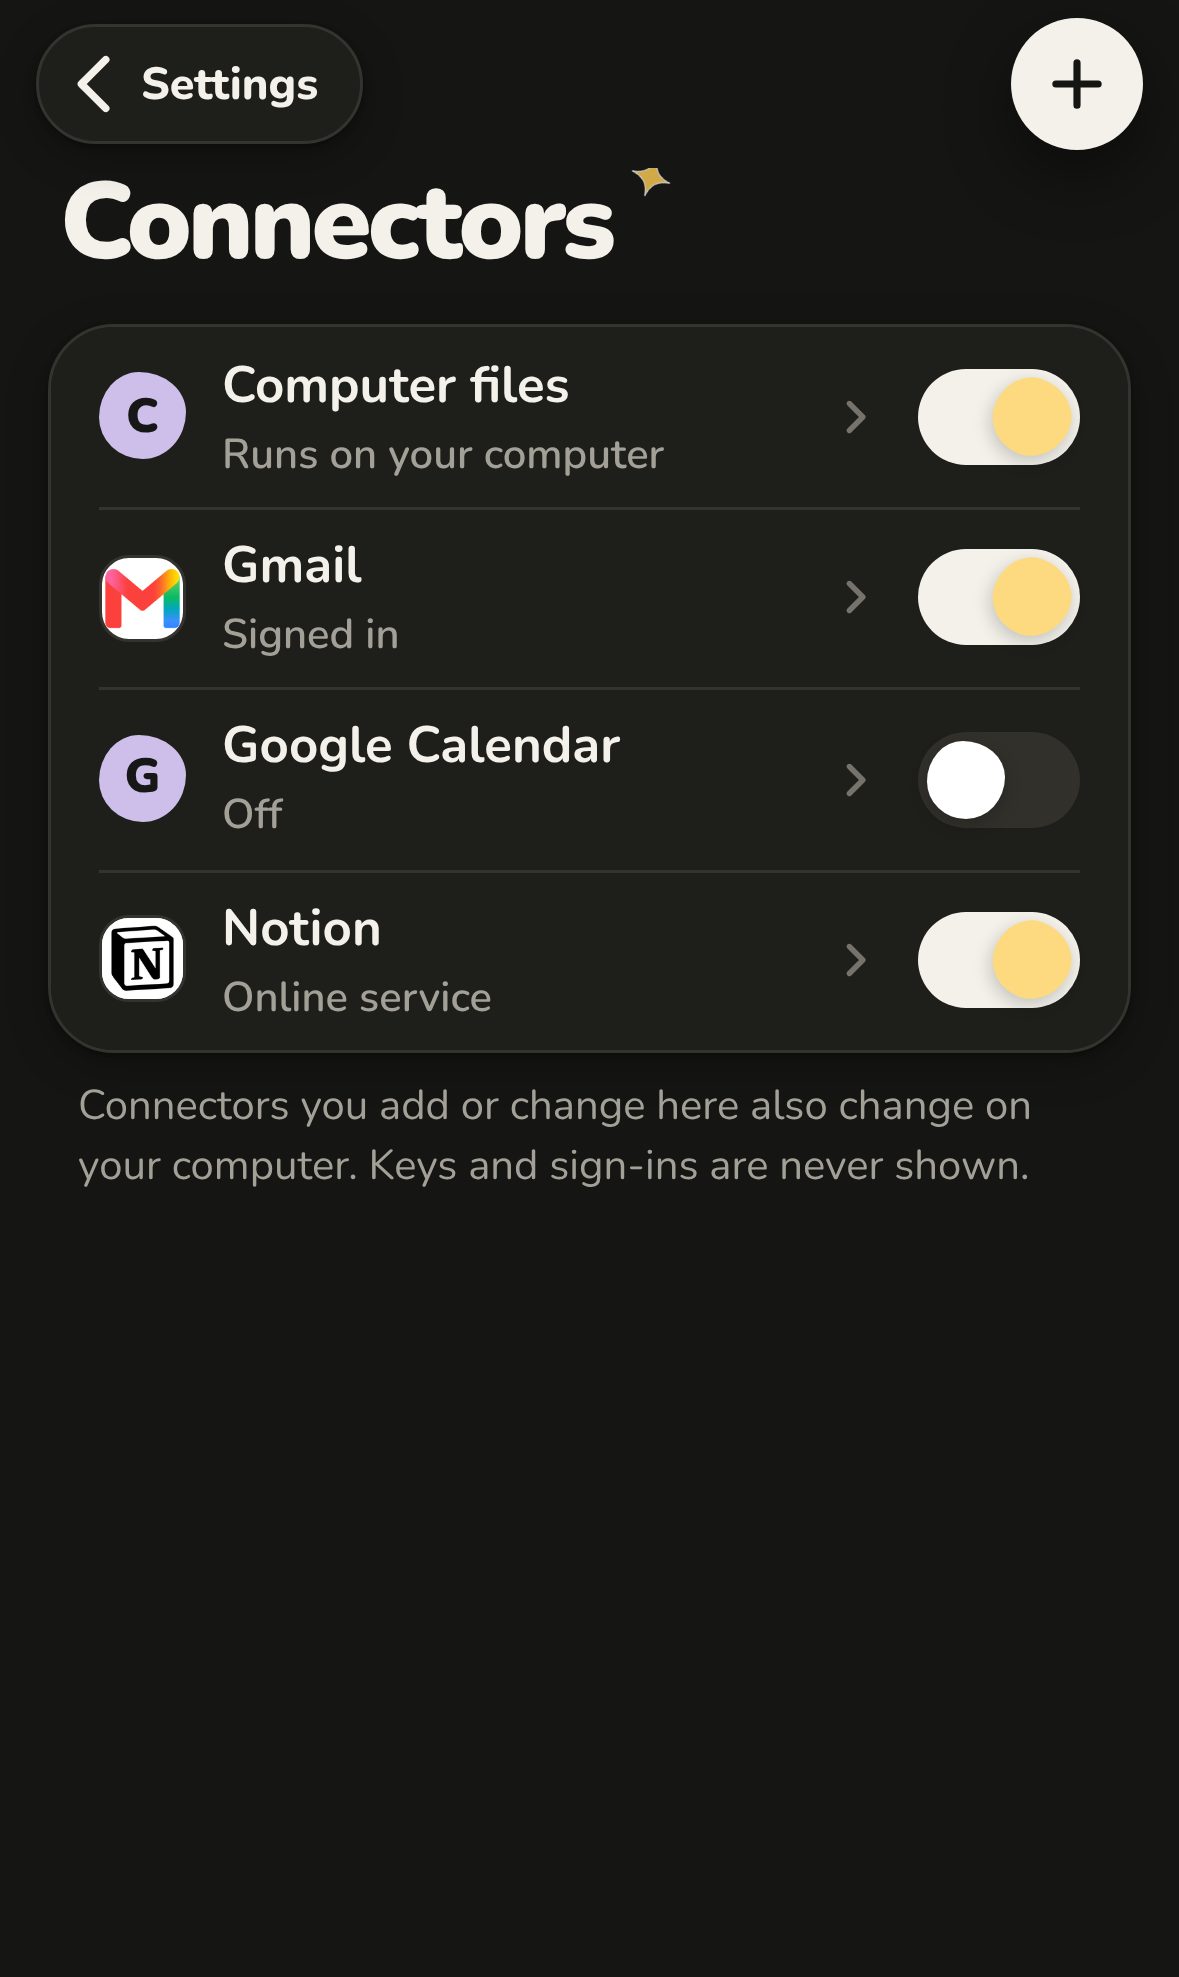 Settings
Connectors
C
Computer files
Runs on your computer
Gmail
Signed in
G
Google Calendar
Off
N
Notion
Online service
Connectors you add or change here also change on
your computer. Keys and sign-ins are never shown.